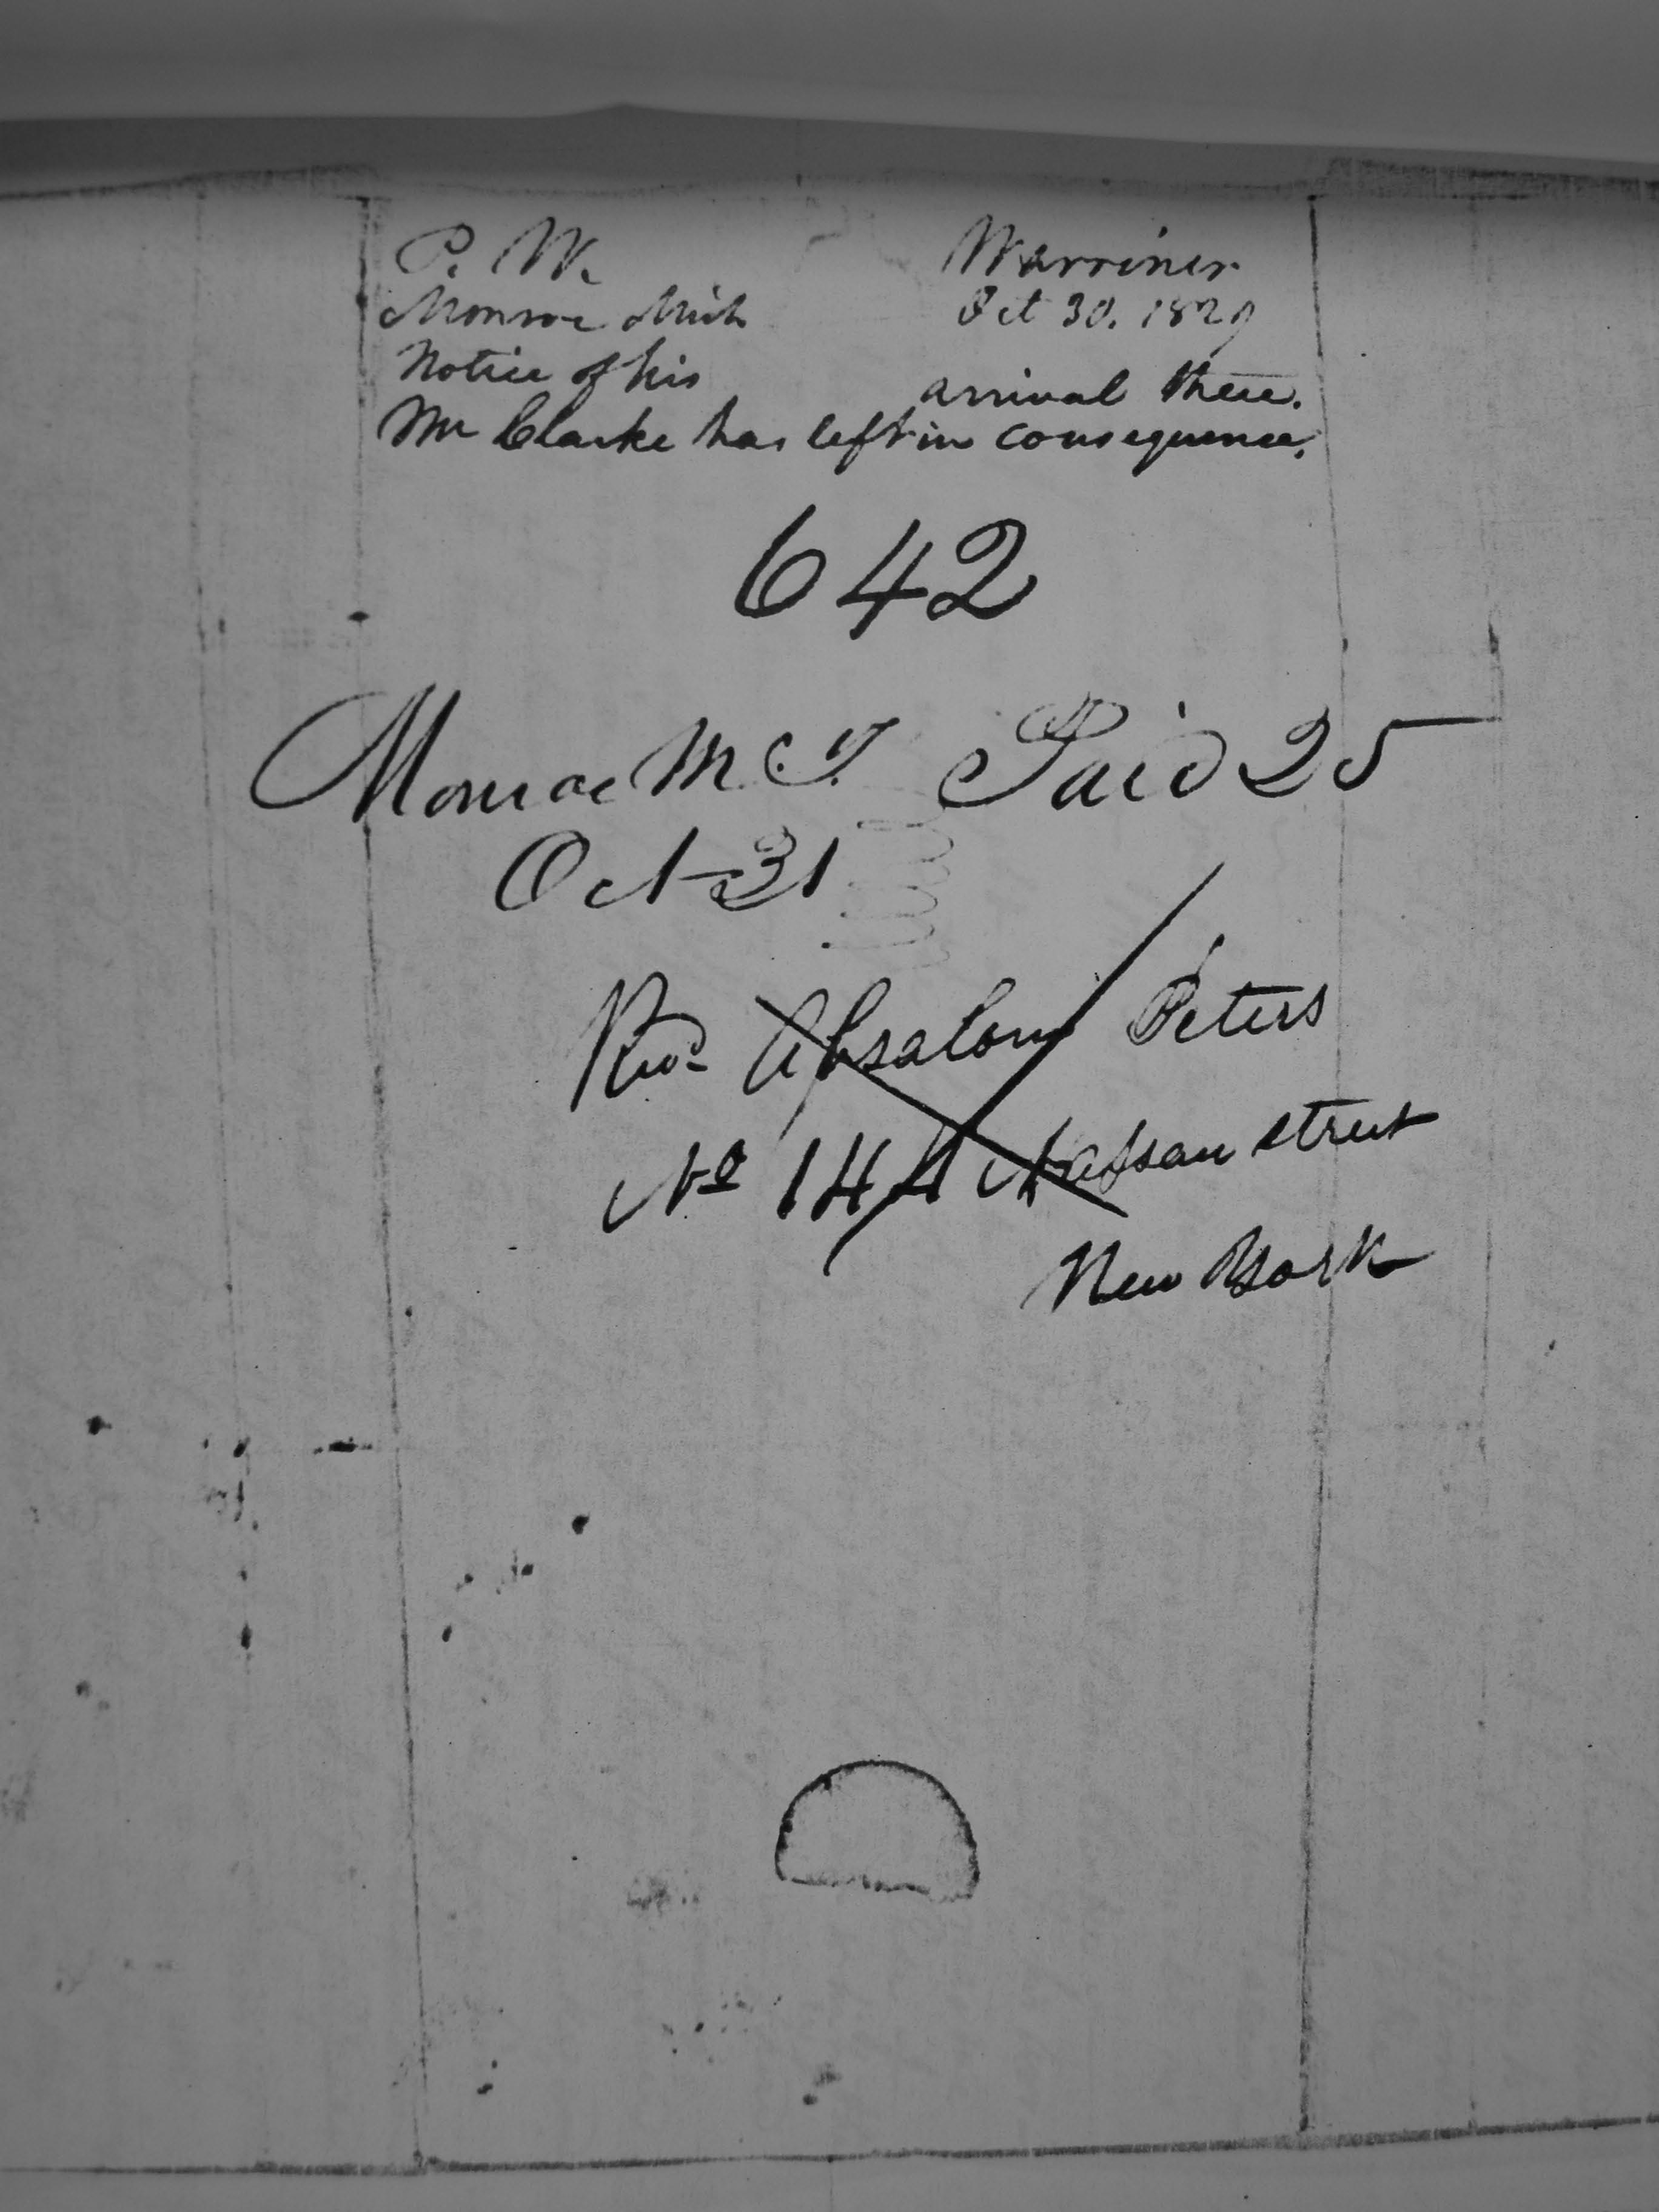 P. W. Warriner
Monroe Mich Oct 30. 1829
Notice of his arrival there.
Mr Clarke has left in consequence.
642
Monroe M. T. Paid 25
Oct 31
Revd Absalom Peters
No 144 Nassau street
New York